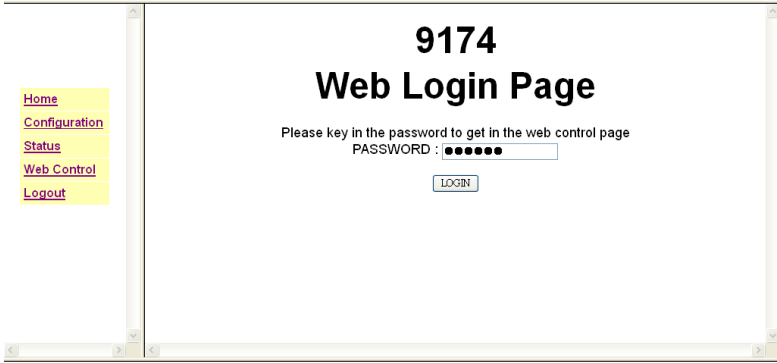 Home
Configuration
Status
Web Control
Logout
9174
Web Login Page
Please key in the password to get in the web control page
PASSWORD : ●●●●●●
LOGIN